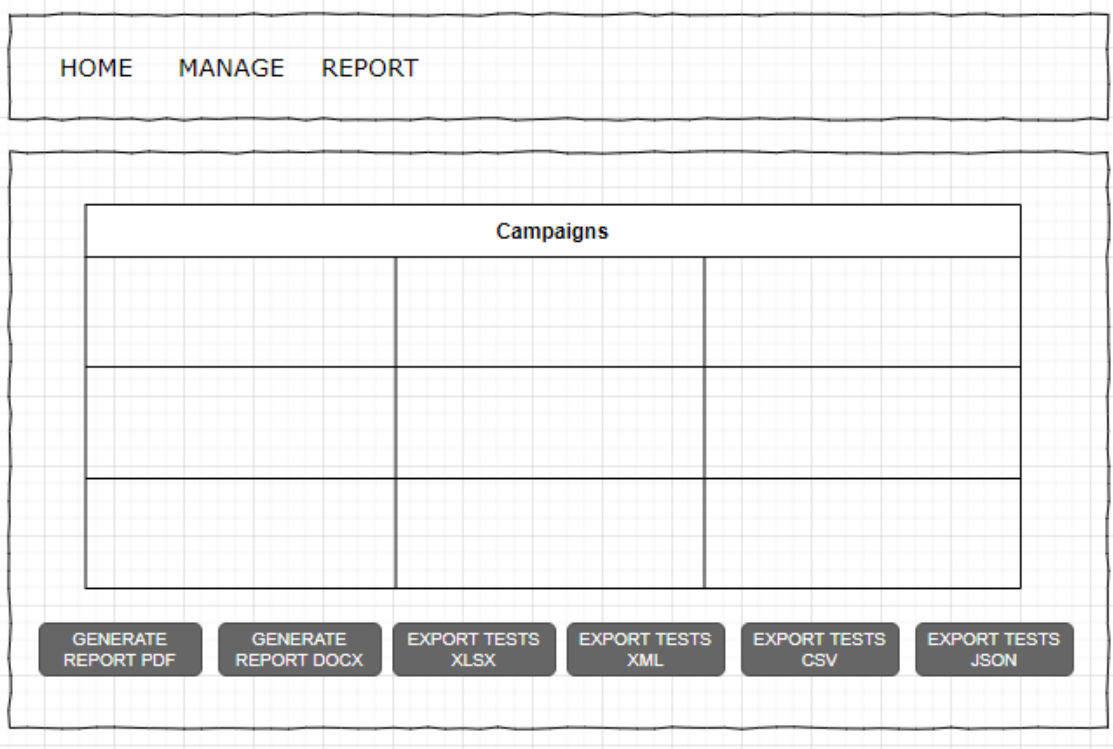 HOME MANAGE REPORT
Campaigns
GENERATE
REPORT PDF
GENERATE
REPORT DOCX
EXPORT TESTS
XLSX
EXPORT TESTS
XML
EXPORT TESTS
CSV
EXPORT TESTS
JSON